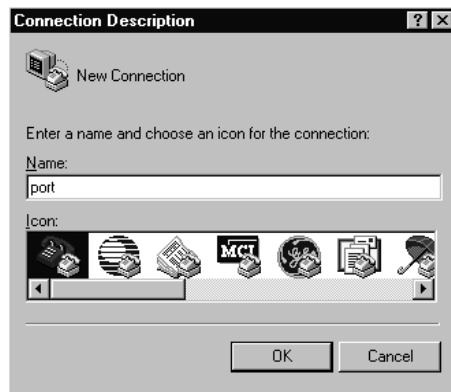 Connection Description
New Connection
Enter a name and choose an icon for the connection:
Name:
port
Icon:
MCI
OK
Cancel